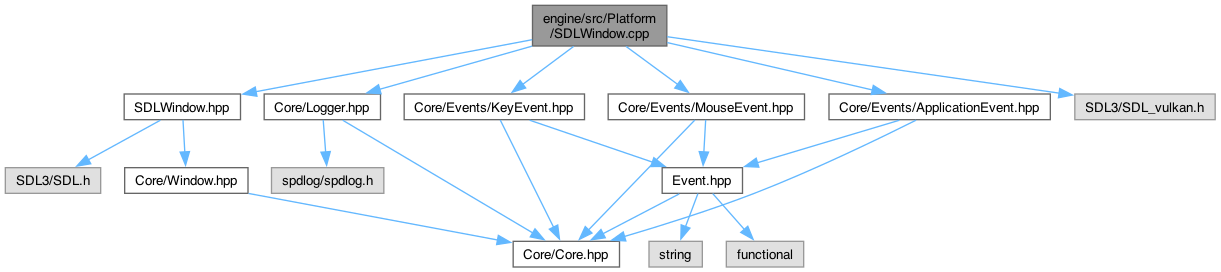 engine/src/Platform
/SDLWindow.cpp
SDLWindow.hpp
Core/Logger.hpp
Core/Events/KeyEvent.hpp
Core/Events/MouseEvent.hpp
Core/Events/ApplicationEvent.hpp
SDL3/SDL_vulkan.h
SDL3/SDL.h
Core/Window.hpp
spdlog/spdlog.h
Event.hpp
Core/Core.hpp
string
functional